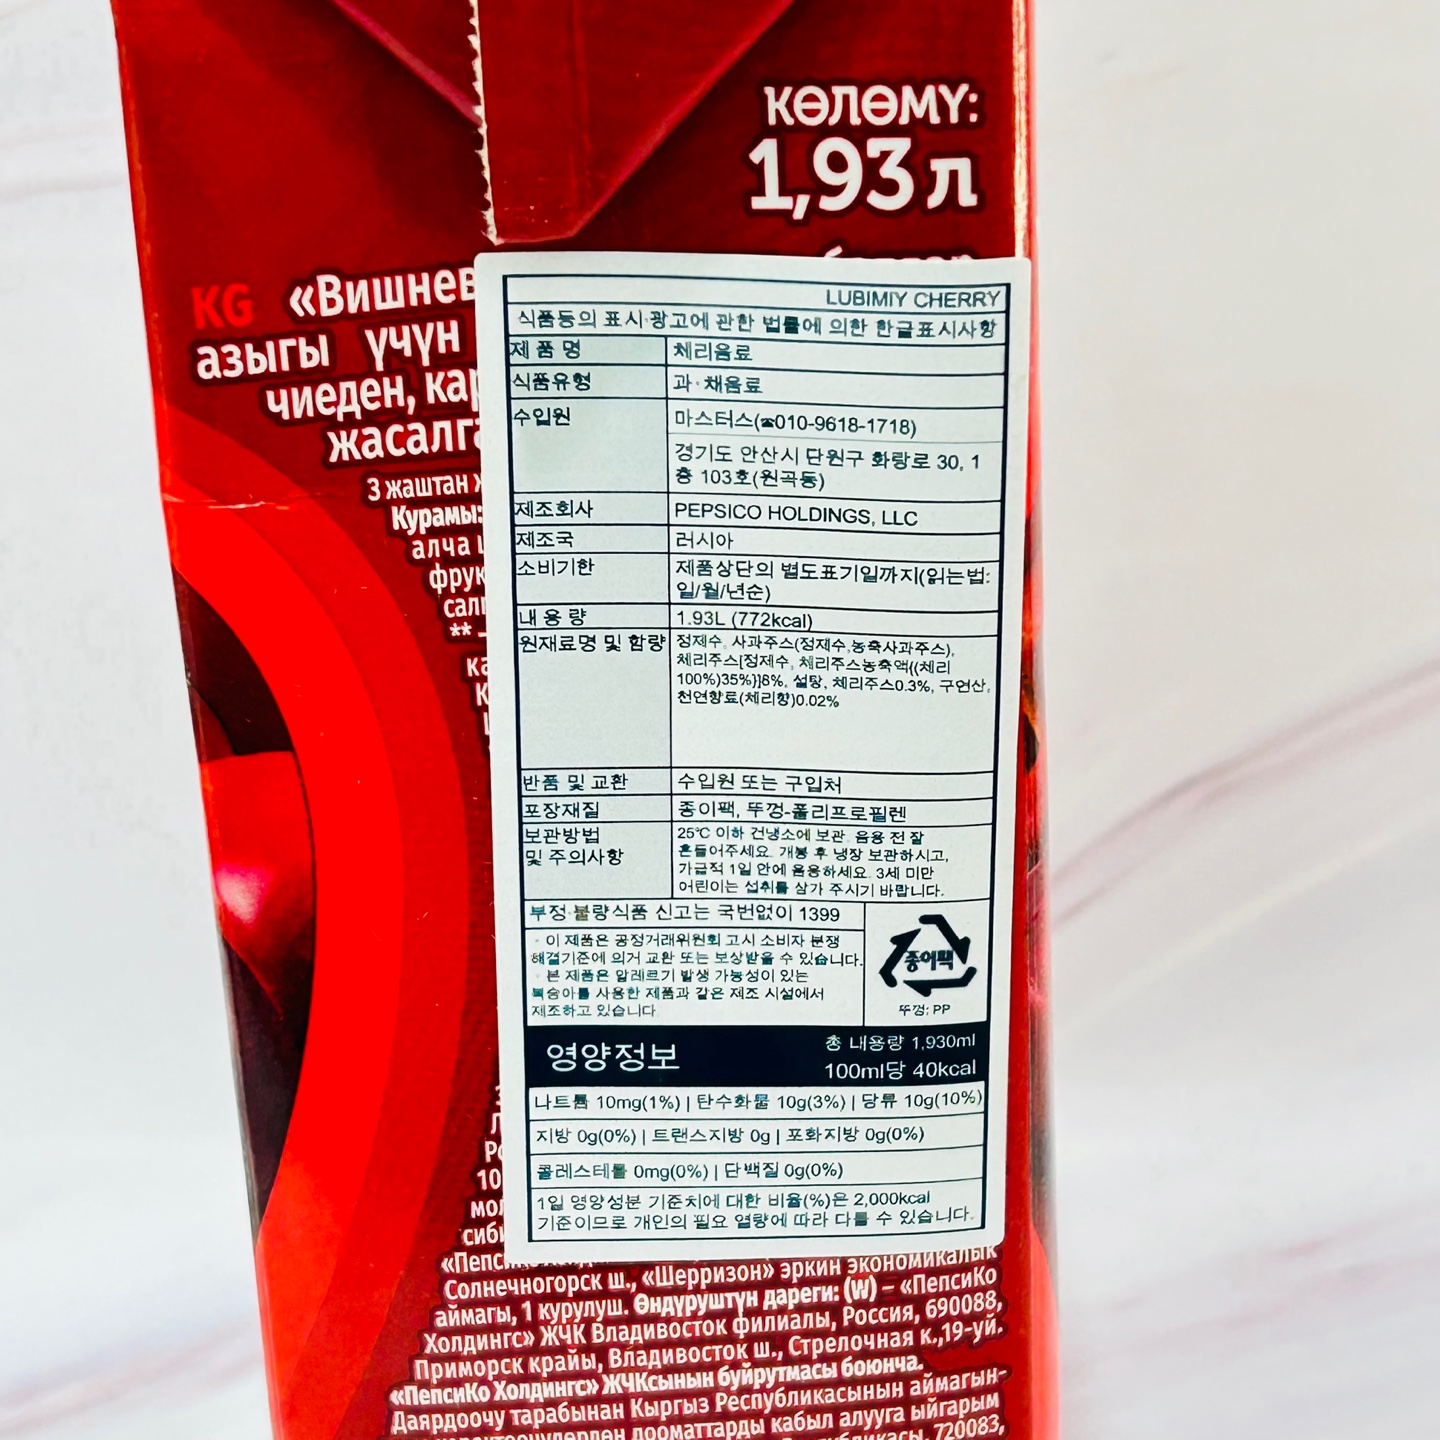 КӨЛӨМҮ:
1,93 л
KG «Вишнев
азыгы үчүн
чиеден, кар
жасалга
3 жаштан
Курамы:
алча
фрук
** –
LUBIMIY CHERRY
식품등의 표시·광고에 관한 법률에 의한 한글표시사항
제 품 명 체리음료
식품유형 과·채음료
수입원 마스터스(☎010-9618-1718)
경기도 안산시 단원구 화랑로 30, 1
층 103호(원곡동)
제조회사 PEPSICO HOLDINGS, LLC
제조국 러시아
소비기한 제품상단의 별도표기일까지(읽는법:
일/월/년순)
내 용 량 1.93L (772kcal)
원재료명 및 함량 정제수, 사과주스(정제수,농축사과주스),
체리주스[정제수, 체리주스농축액{(체리
100%)35%}]8%, 설탕, 체리주스0.3%, 구연산,
천연향료(체리향)0.02%
반품 및 교환 수입원 또는 구입처
포장재질 종이팩, 뚜껑-폴리프로필렌
보관방법
및 주의사항
25℃ 이하 건냉소에 보관. 음용 전 잘
흔들어주세요. 개봉 후 냉장 보관하시고,
가급적 1일 안에 음용하세요. 3세 미만
어린이는 섭취를 삼가 주시기 바랍니다.
부정·불량식품 신고는 국번없이 1399
· 이 제품은 공정거래위원회 고시 소비자 분쟁
해결기준에 의거 교환 또는 보상받을 수 있습니다.
· 본 제품은 알레르기 발생 가능성이 있는
복숭아를 사용한 제품과 같은 제조 시설에서
제조하고 있습니다.
종이팩
뚜껑: PP
영양정보
총 내용량 1,930ml
100ml당 40kcal
나트륨 10mg(1%) | 탄수화물 10g(3%) | 당류 10g(10%)
지방 0g(0%) | 트랜스지방 0g | 포화지방 0g(0%)
콜레스테롤 0mg(0%) | 단백질 0g(0%)
1일 영양성분 기준치에 대한 비율(%)은 2,000kcal
기준이므로 개인의 필요 열량에 따라 다를 수 있습니다.
Солнечногорск ш., «Шерризон» эркин экономикалык
аймагы, 1 курулуш. Өндүрүштүн дареги: (W) – «ПепсиКо
Холдингс» ЖЧК Владивосток филиалы, Россия, 690088,
Приморск крайы, Владивосток ш., Стрелочная к.,19-уй.
«ПепсиКо Холдингс» ЖЧКсынын буйрутмасы боюнча.
Даярдоочу тарабынан Кыргыз Республикасынын аймагын-
дооматтарды кабыл алууга ыйгарым
720083,